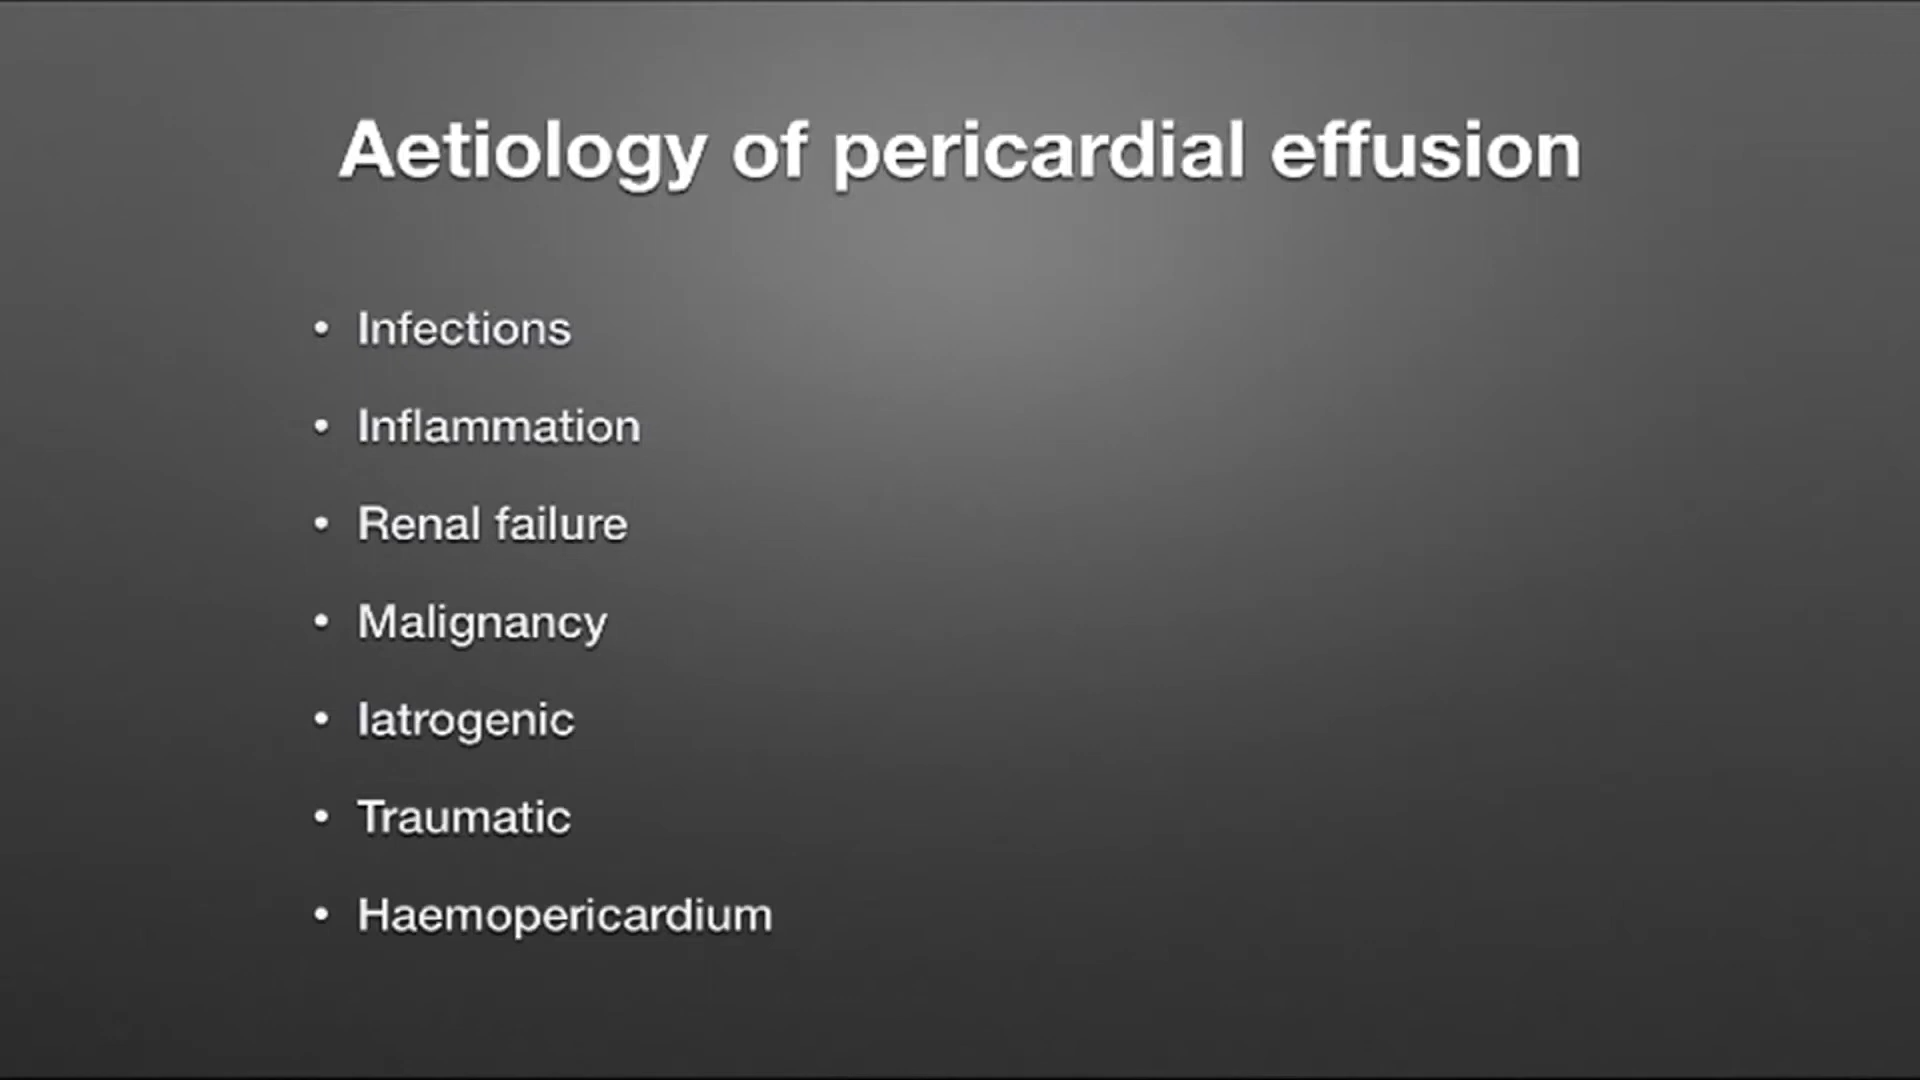 Aetiology of pericardial effusion
• Infections
• Inflammation
• Renal failure
• Malignancy
• Iatrogenic
• Traumatic
• Haemopericardium